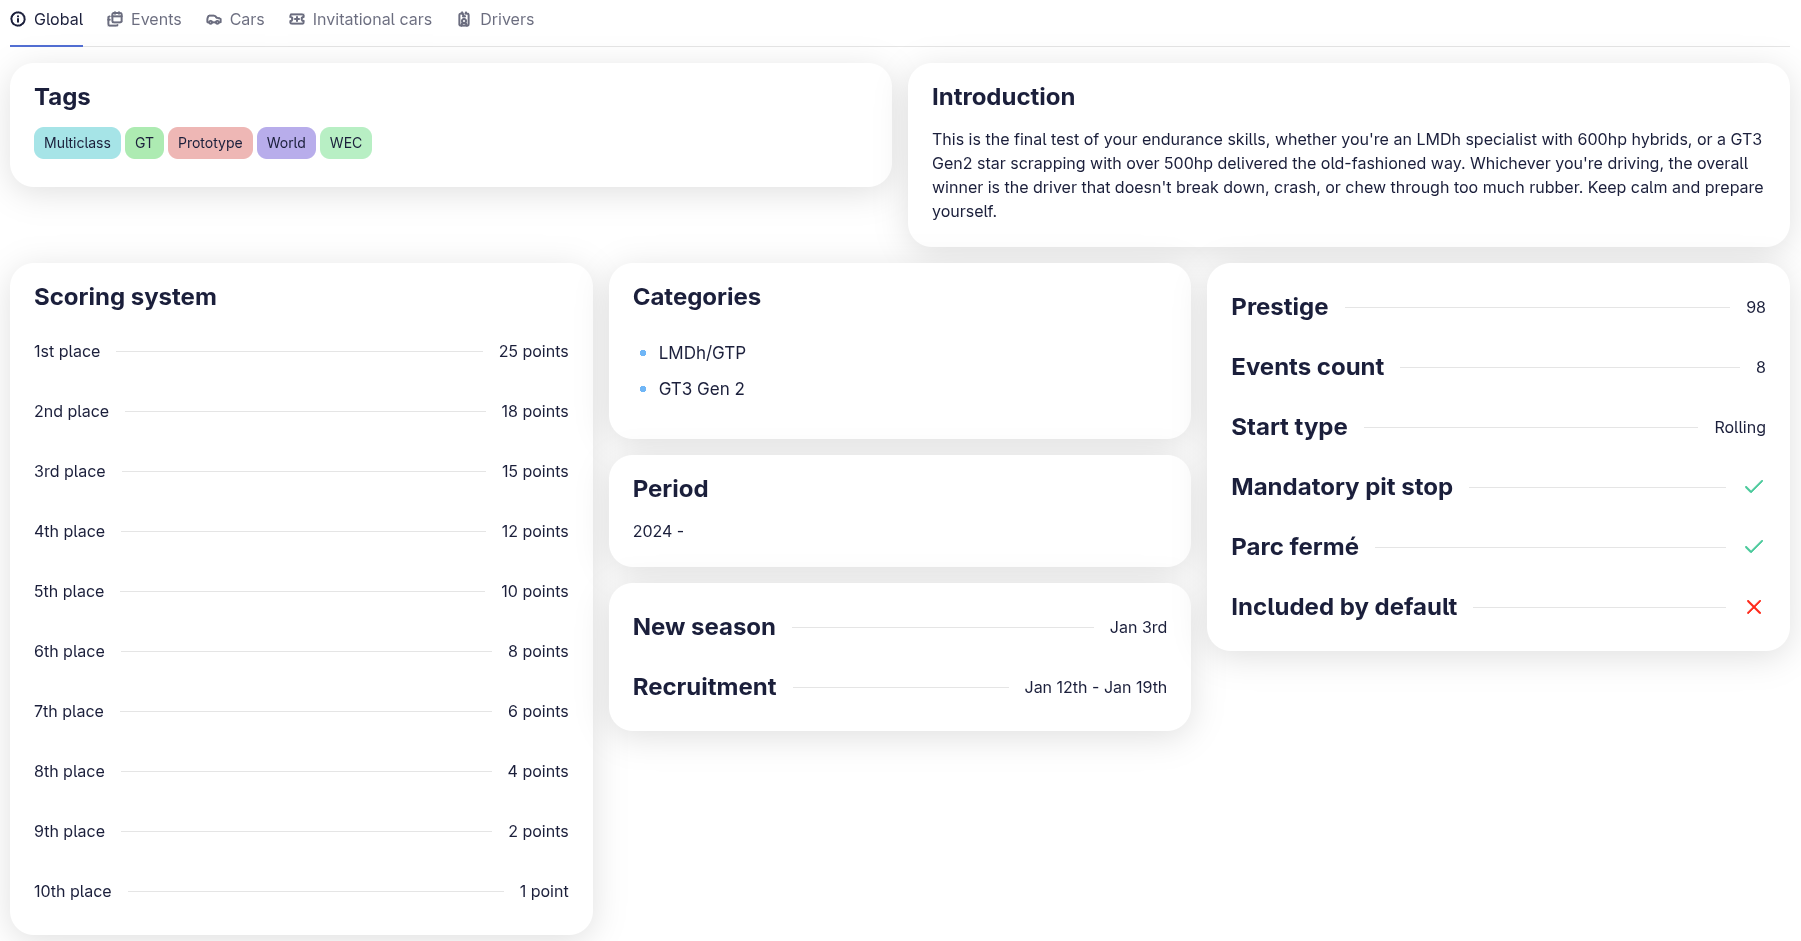 Global
Events
Cars
Invitational cars
Drivers
Tags
Multiclass
GT
Prototype
World
WEC
Introduction
This is the final test of your endurance skills, whether you're an LMDh specialist with 600hp hybrids, or a GT3
Gen2 star scrapping with over 500hp delivered the old-fashioned way. Whichever you're driving, the overall
winner is the driver that doesn't break down, crash, or chew through too much rubber. Keep calm and prepare
yourself.
Scoring system
1st place 25 points
2nd place 18 points
3rd place 15 points
4th place 12 points
5th place 10 points
6th place 8 points
7th place 6 points
8th place 4 points
9th place 2 points
10th place 1 point
Categories
LMDh/GTP
GT3 Gen 2
Period
2024 -
New season Jan 3rd
Recruitment Jan 12th - Jan 19th
Prestige 98
Events count 8
Start type Rolling
Mandatory pit stop
Parc fermé
Included by default